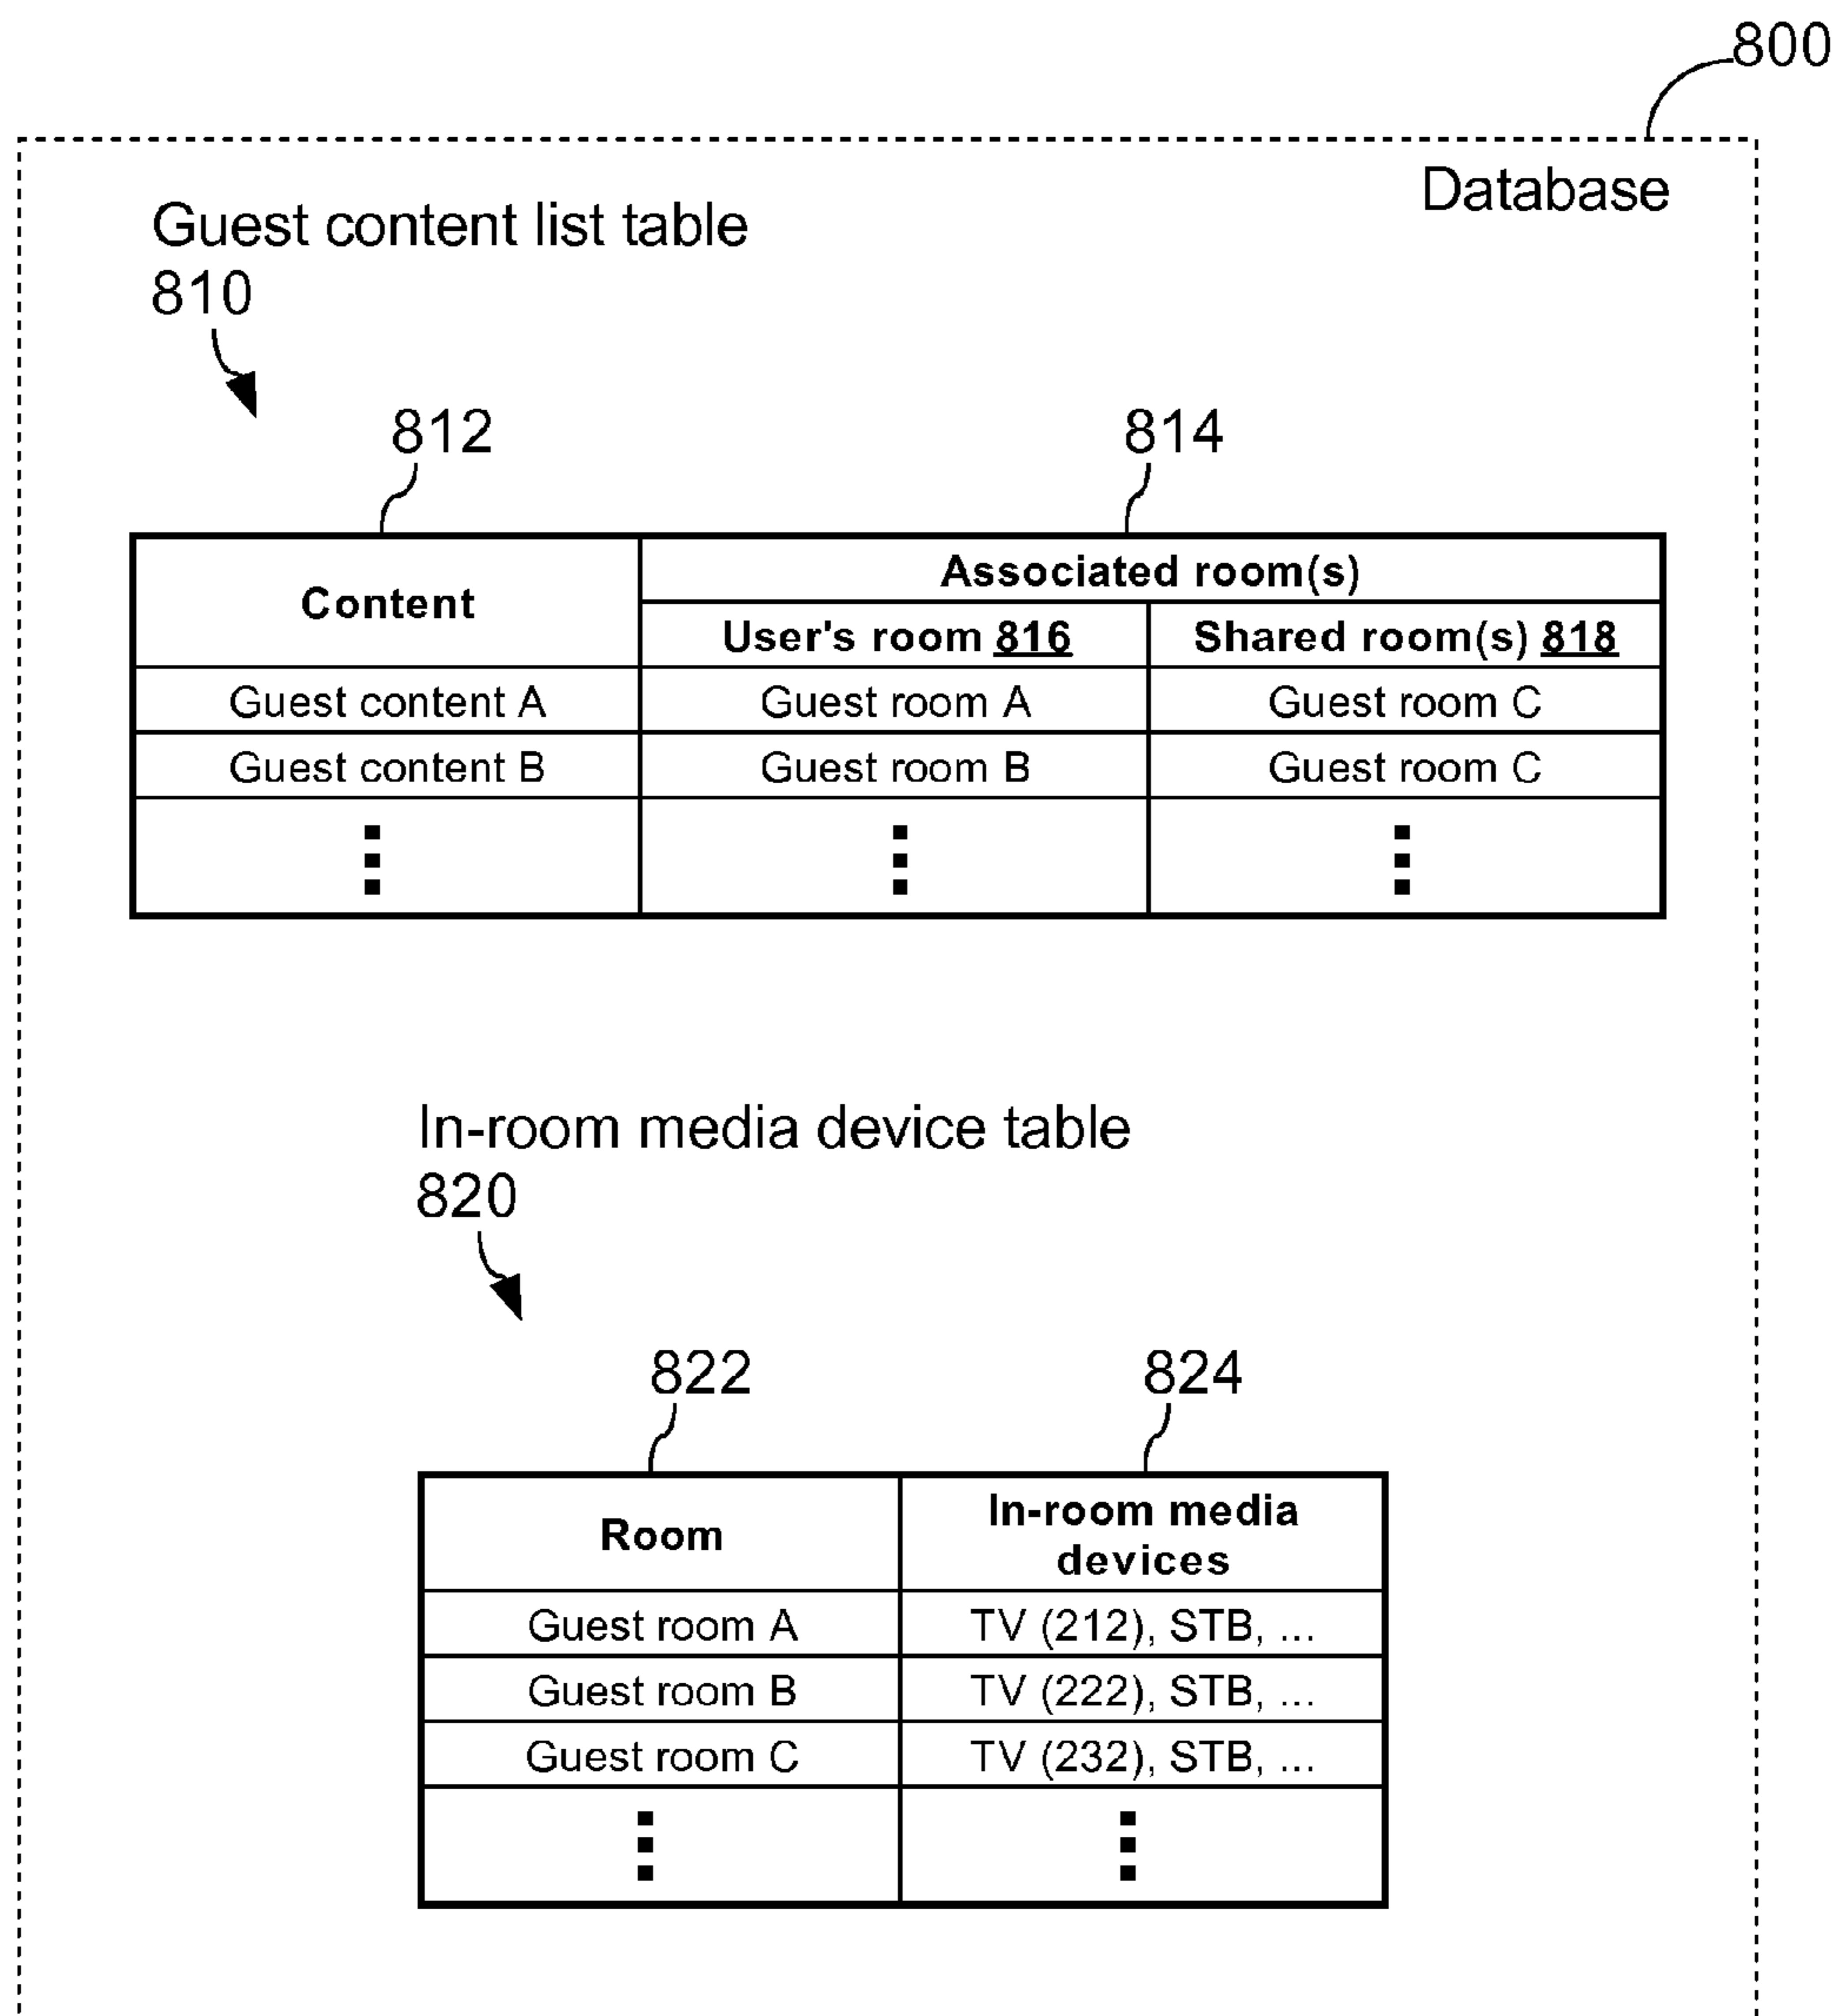 800
Database
Guest content list table
810
812
814
Content
Associated room(s)
User's room 816
Shared room(s) 818
Guest content A
Guest room A
Guest room C
Guest content B
Guest room B
Guest room C
In-room media device table
820
822
824
Room
In-room media
devices
Guest room A
TV (212), STB, ...
Guest room B
TV (222), STB, ...
Guest room C
TV (232), STB, ...